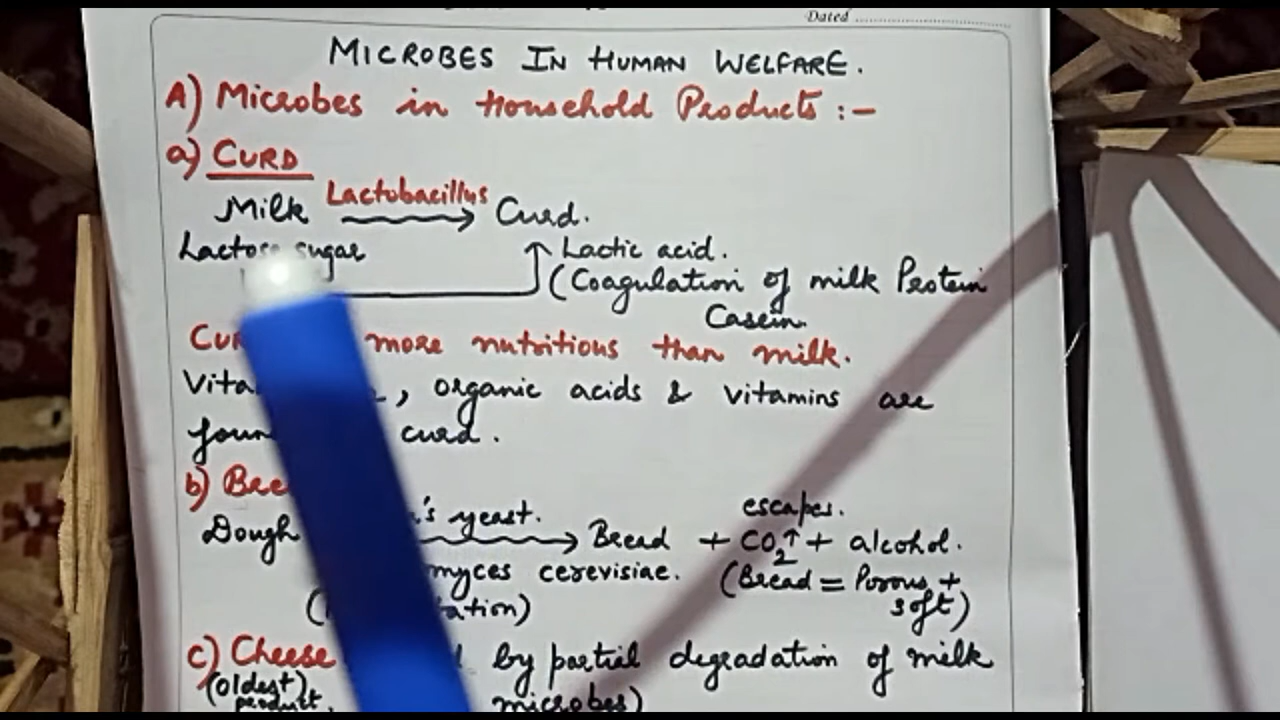 Dated
MICROBES IN HUMAN WELFARE.
A) Microbes in Household Products :-
a) CURD
Milk Lactobacillus → Curd.
Lactose sugar ↑ Lactic acid.
(Coagulation of milk Protein
Casein.
more nutritious than milk.
, organic acids & vitamins are
curd.
b)
escapes.
yeast.
Dough → Bread + CO2↑ + alcohol.
cerevisiae. (Bread = Porous +
soft)
c) Cheese by partial degradation of milk
(oldest)
product. microbes)